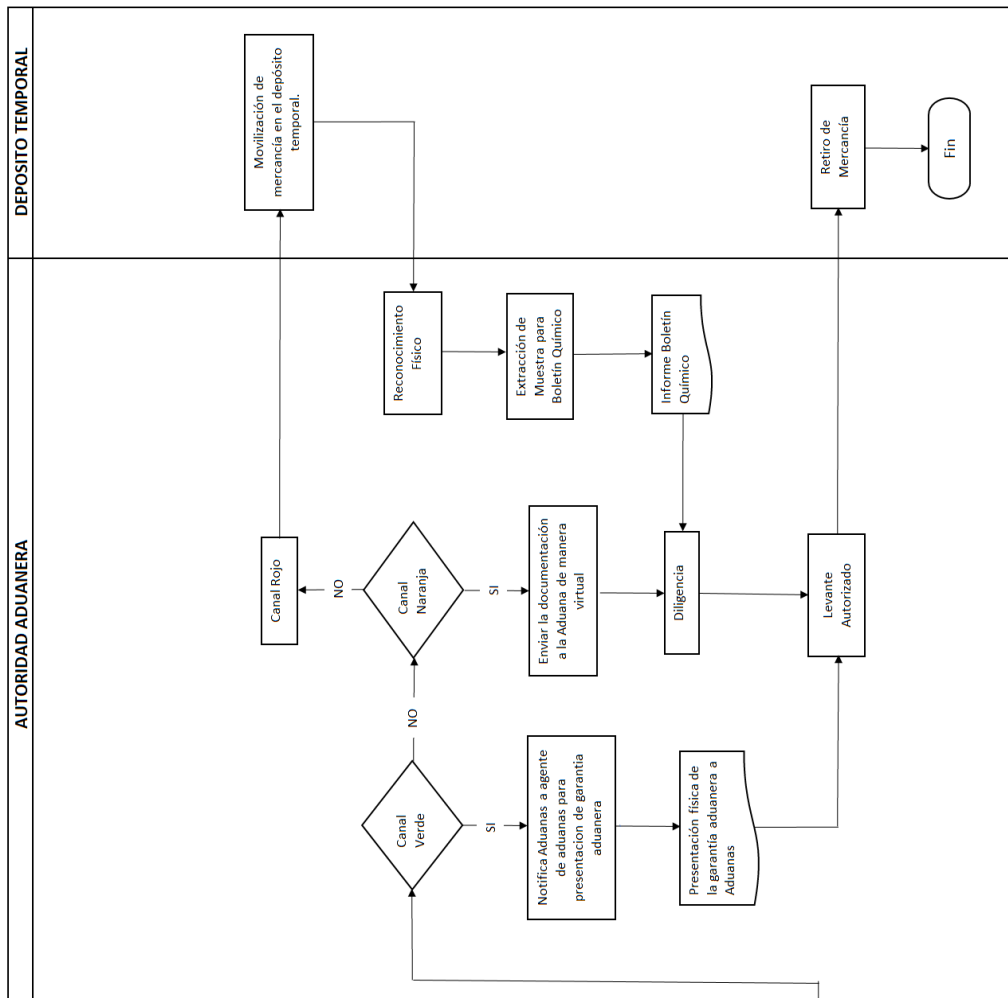 DEPOSITO TEMPORAL
Movilización de
mercancía en el depósito
temporal.
Retiro de
Mercancía
Fin
AUTORIDAD ADUANERA
Canal Verde
SI
NO
Notifica Aduanas a agente
de aduanas para
presentacion de garantia
aduanera
Presentación física de
la garantía aduanera a
Aduanas
Canal
Naranja
NO
SI
Canal Rojo
Enviar la documentación
a la Aduana de manera
virtual
Diligencia
Levante
Autorizado
Reconocimiento
Físico
Extracción de
Muestra para
Boletín Químico
Informe Boletín
Químico